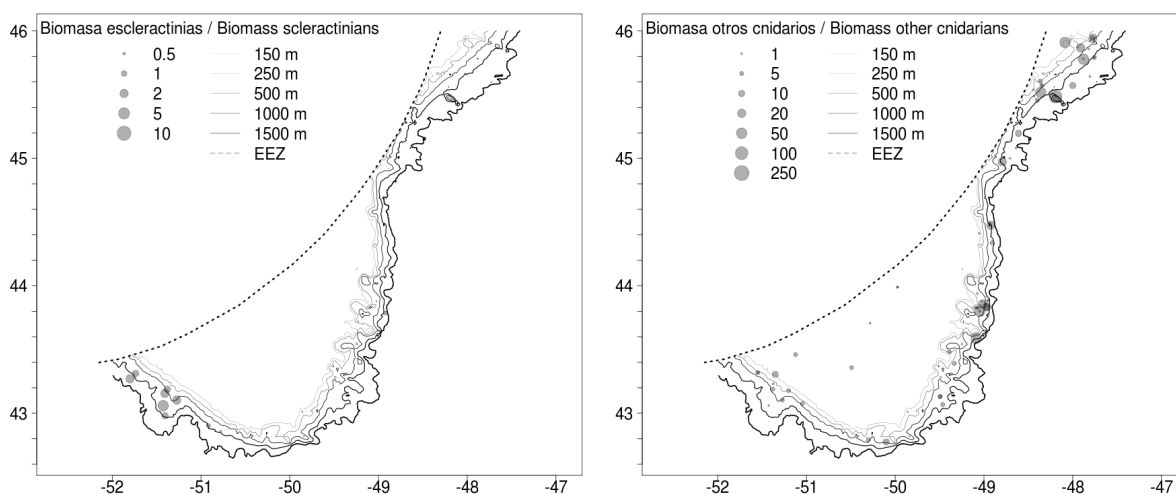 Biomasa escleractinias / Biomass scleractinians
0.5 150 m
1 250 m
2 500 m
5 1000 m
10 1500 m
EEZ
46
45
44
43
-52 -51 -50 -49 -48 -47
Biomasa otros cnidarios / Biomass other cnidarians
1 150 m
5 250 m
10 500 m
20 1000 m
50 1500 m
100 EEZ
250
46
45
44
43
-52 -51 -50 -49 -48 -47